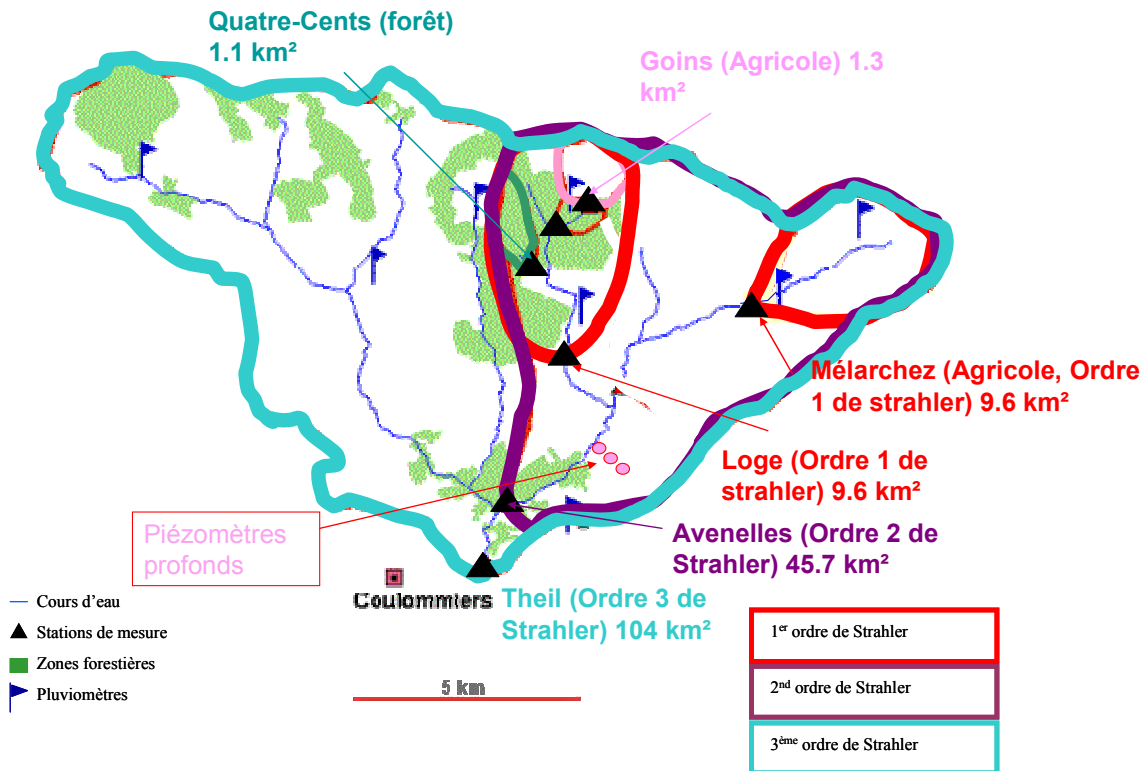 Quatre-Cents (forêt)
1.1 km²
Goins (Agricole) 1.3
km²
Mélarchez (Agricole, Ordre
1 de strahler) 9.6 km²
Loge (Ordre 1 de
strahler) 9.6 km²
Avenelles (Ordre 2 de
Strahler) 45.7 km²
Piézomètres
profonds
Coulommiers
Theil (Ordre 3 de
Strahler) 104 km²
Cours d'eau
Stations de mesure
Zones forestières
Pluviomètres
5 km
1er ordre de Strahler
2nd ordre de Strahler
3ème ordre de Strahler